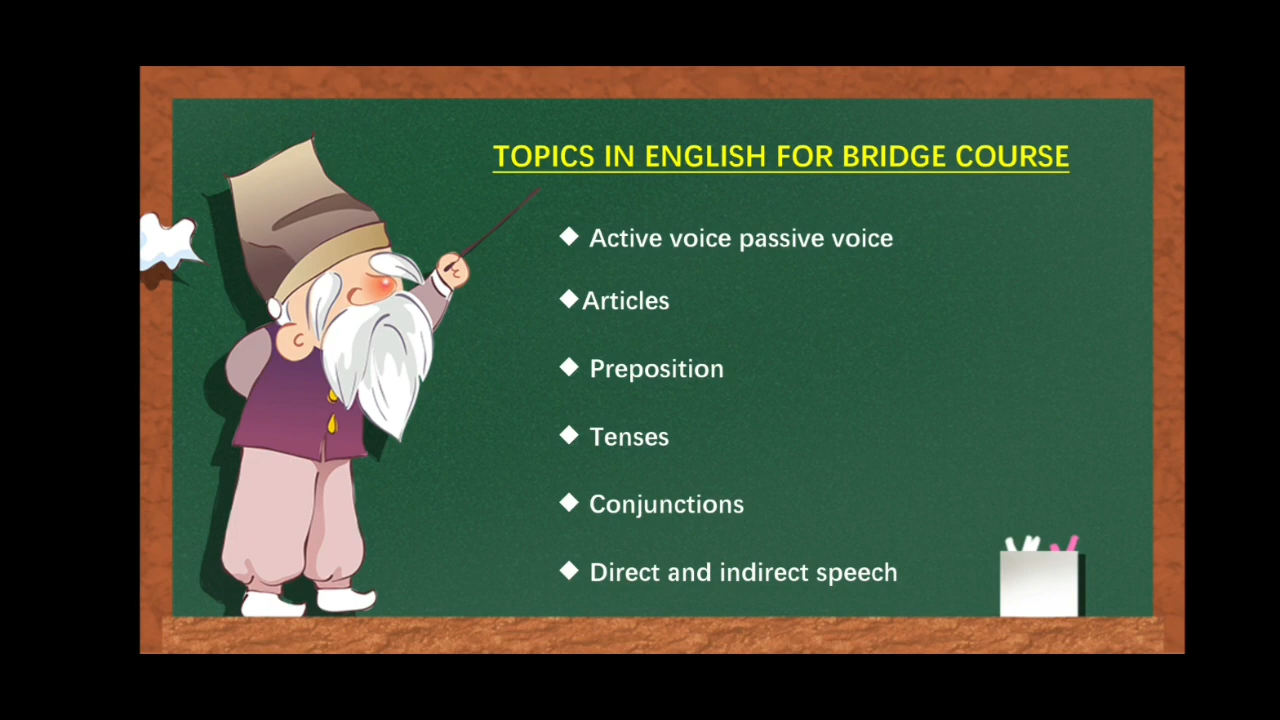 TOPICS IN ENGLISH FOR BRIDGE COURSE
◆ Active voice passive voice
◆Articles
◆ Preposition
◆ Tenses
◆ Conjunctions
◆ Direct and indirect speech